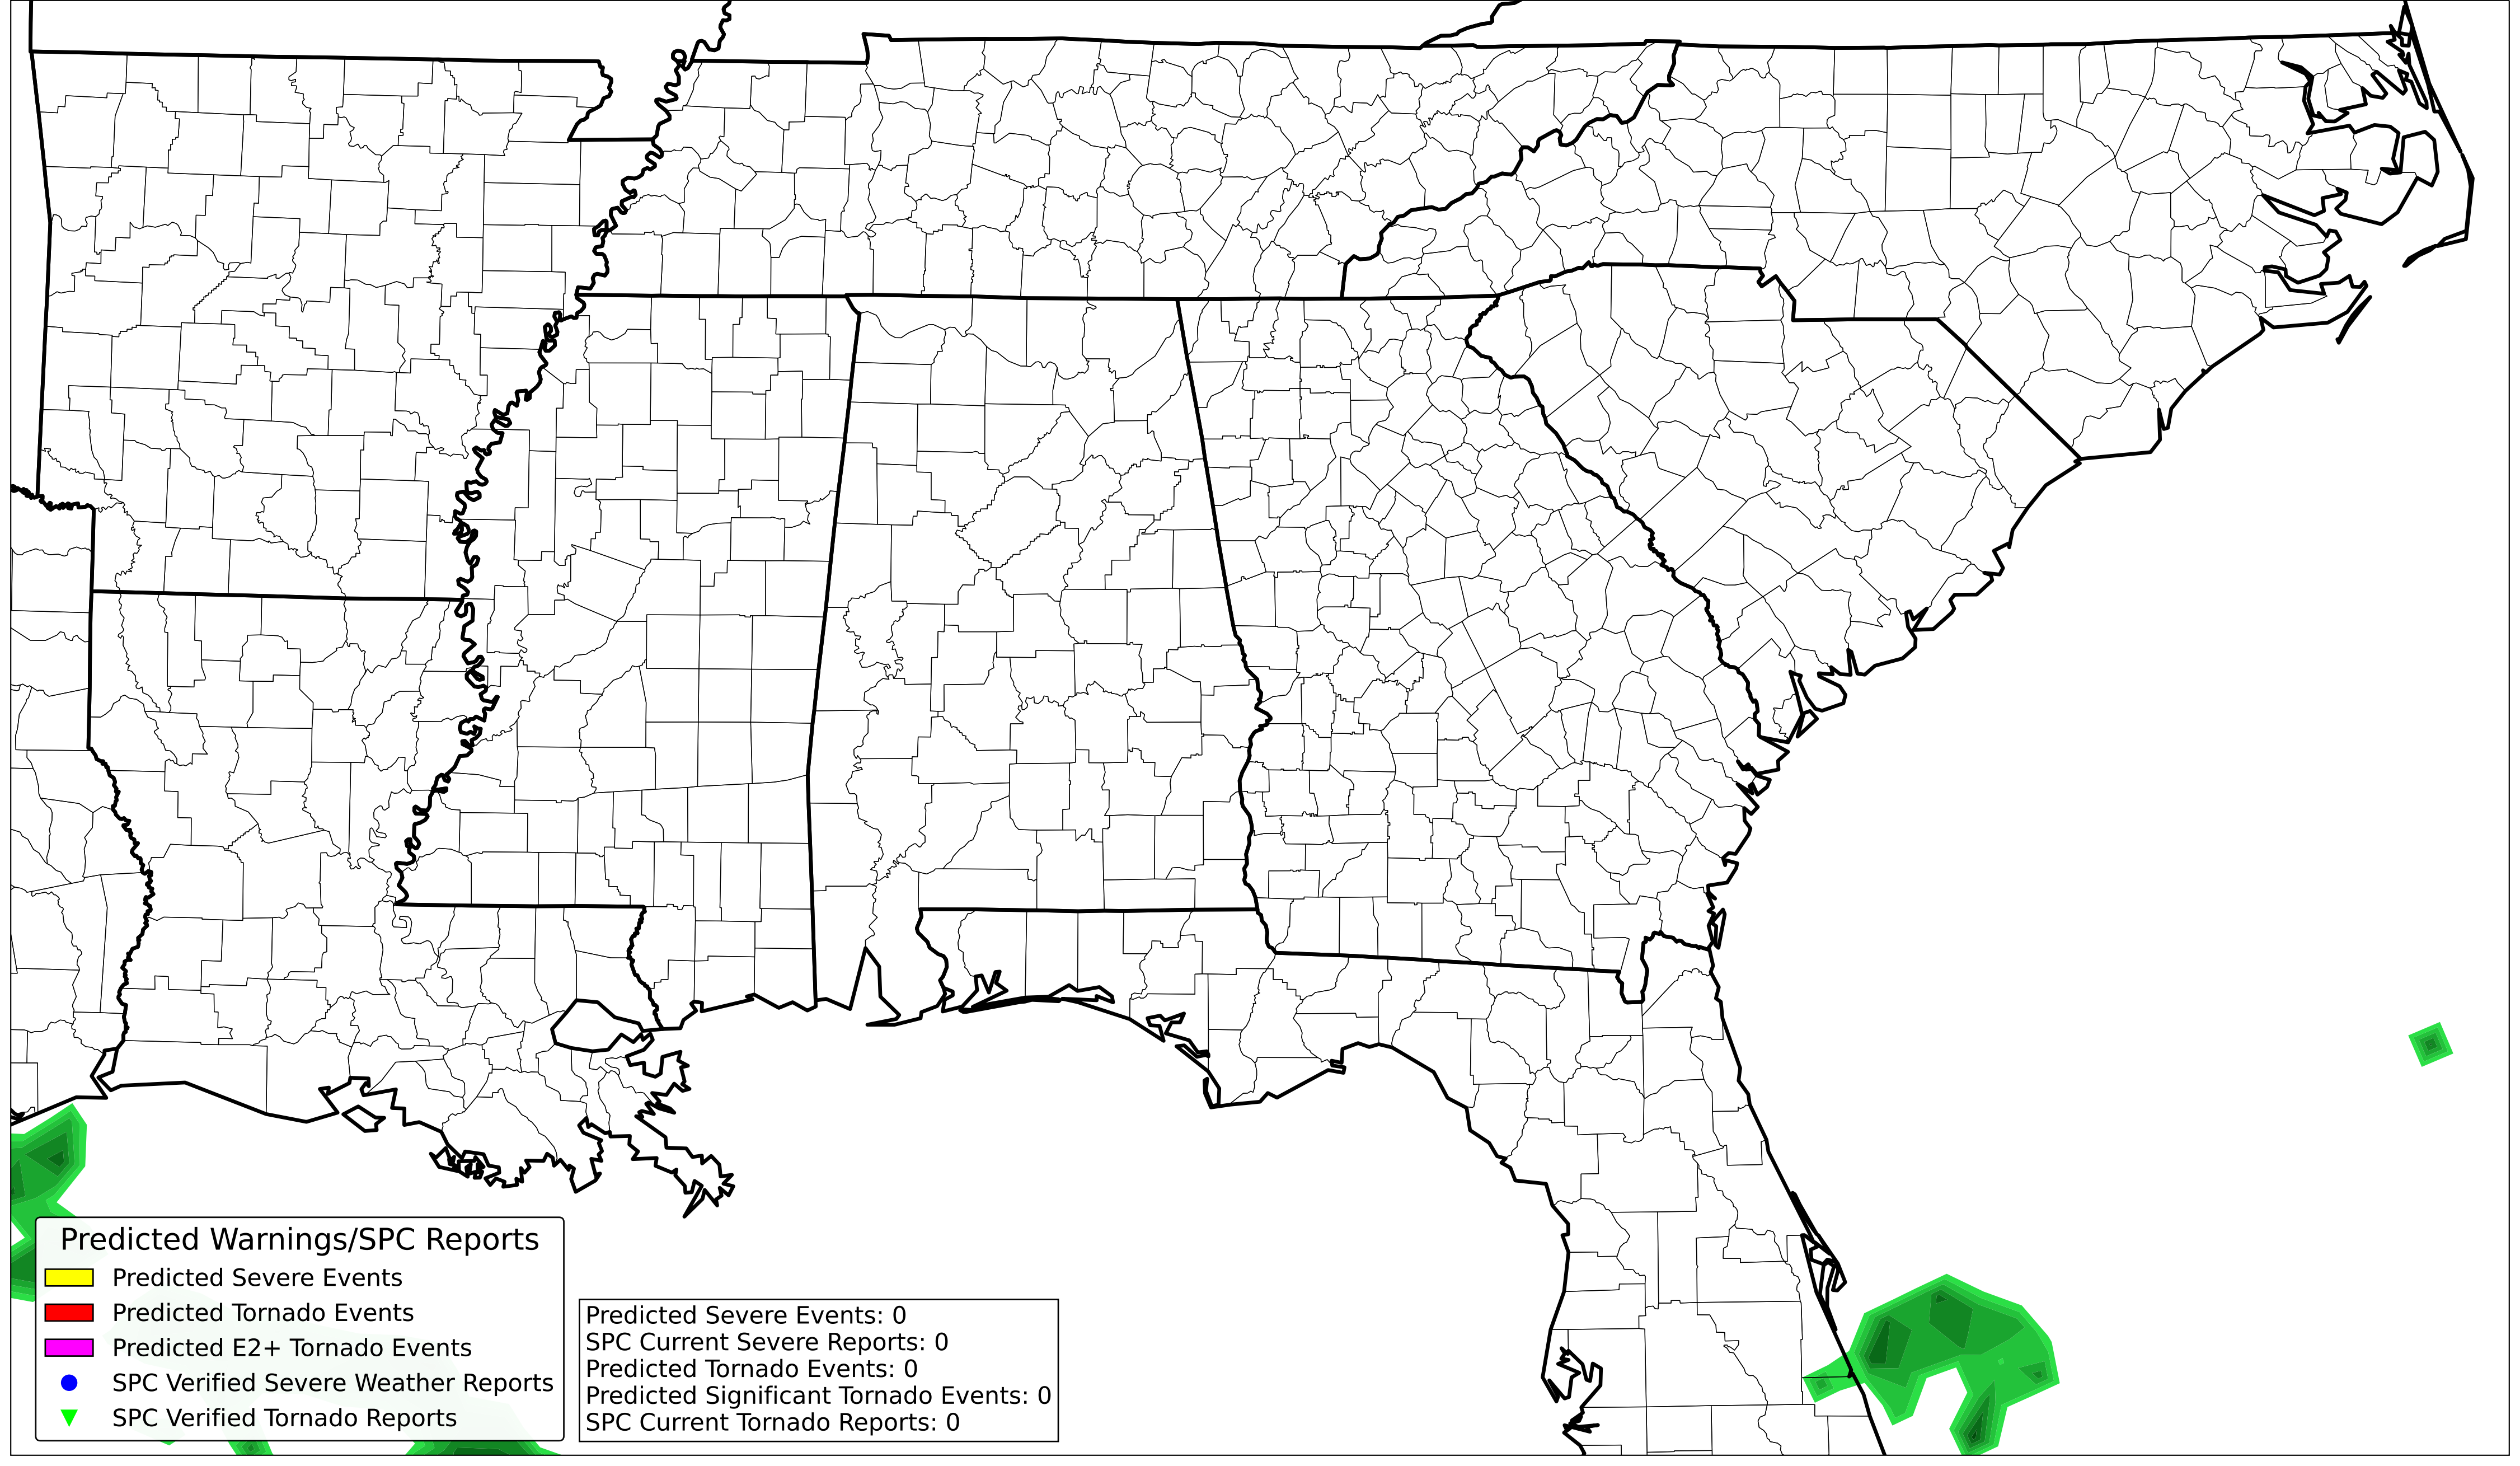 Predicted Warnings/SPC Reports
Predicted Severe Events
Predicted Tornado Events
Predicted E2+ Tornado Events
SPC Verified Severe Weather Reports
SPC Verified Tornado Reports
Predicted Severe Events: 0
SPC Current Severe Reports: 0
Predicted Tornado Events: 0
Predicted Significant Tornado Events: 0
SPC Current Tornado Reports: 0